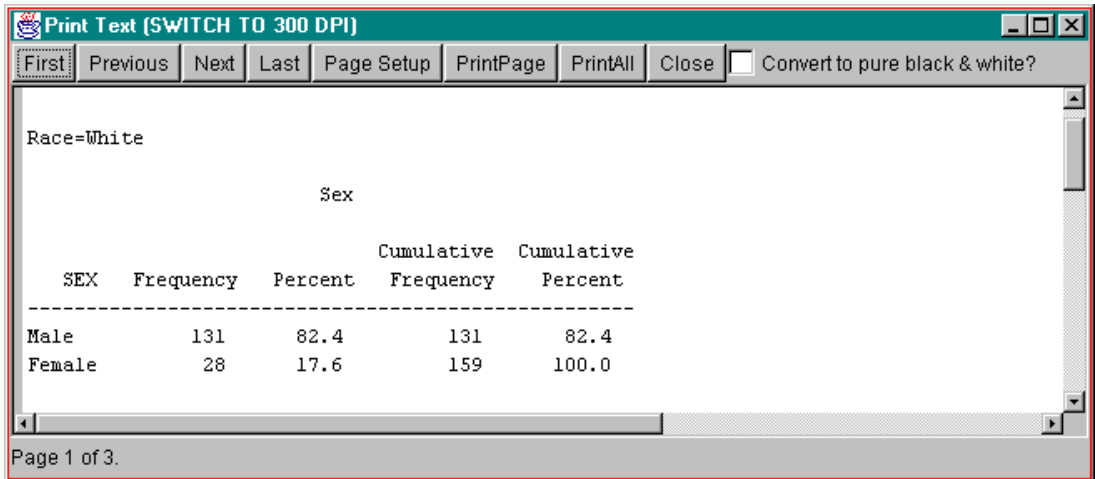 Print Text (SWITCH TO 300 DPI)
First Previous Next Last Page Setup PrintPage PrintAll Close Convert to pure black & white?
Race=White
Sex
Cumulative Cumulative
SEX Frequency Percent Frequency Percent
-----------------------------------------------------
Male 131 82.4 131 82.4
Female 28 17.6 159 100.0
Page 1 of 3.